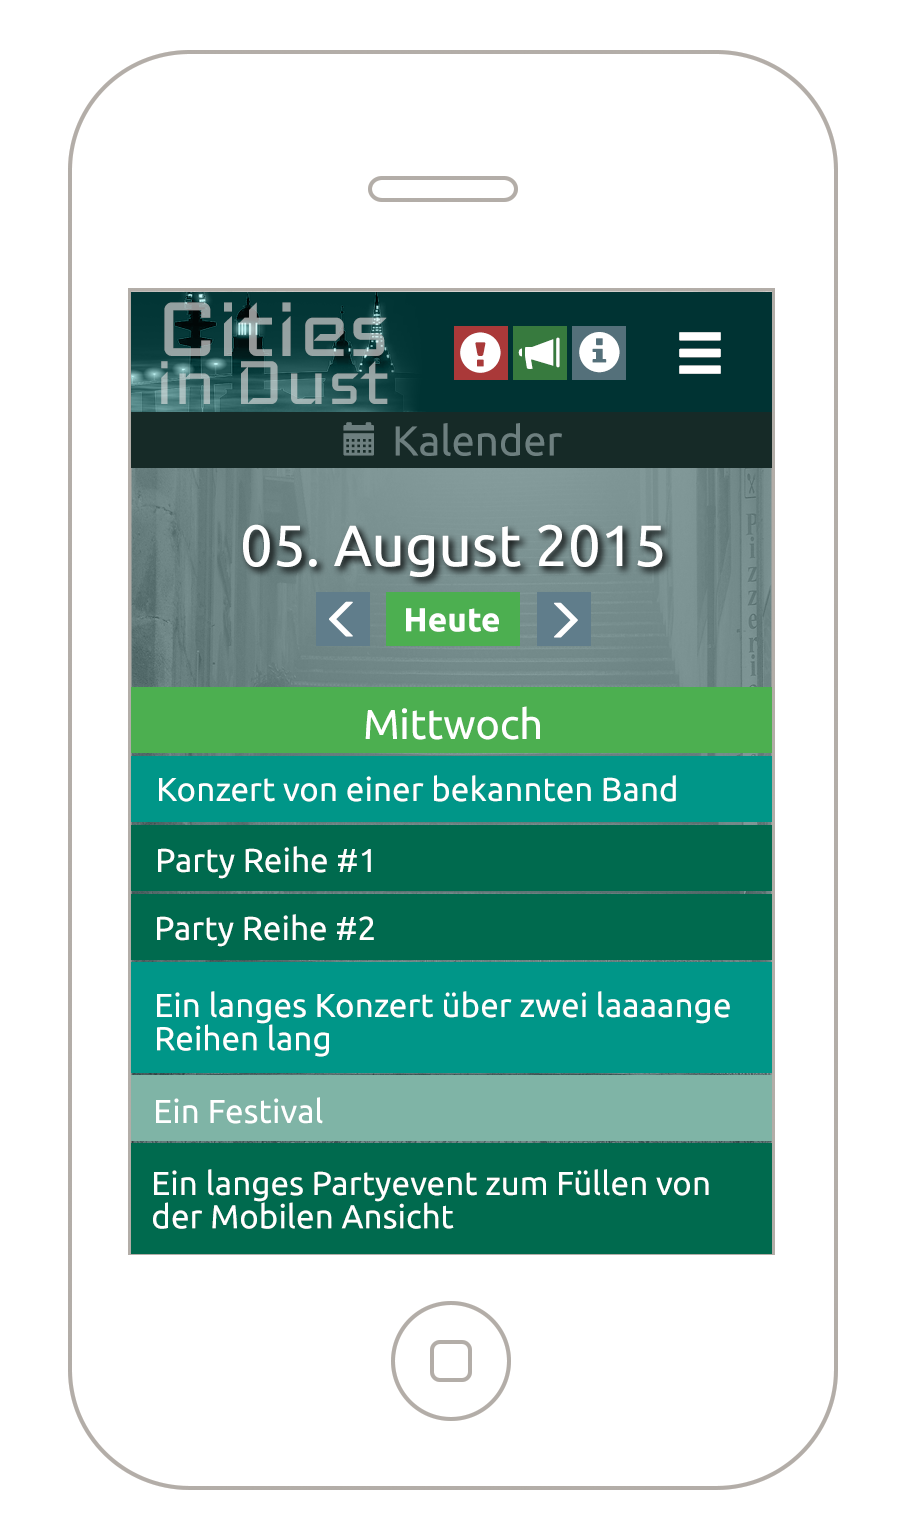 Cities
in Dust
Kalender
pizzeria
05. August 2015
Heute
Mittwoch
Konzert von einer bekannten Band
Party Reihe #1
Party Reihe #2
Ein langes Konzert über zwei laaaange
Reihen lang
Ein Festival
Ein langes Partyevent zum Füllen von
der Mobilen Ansicht